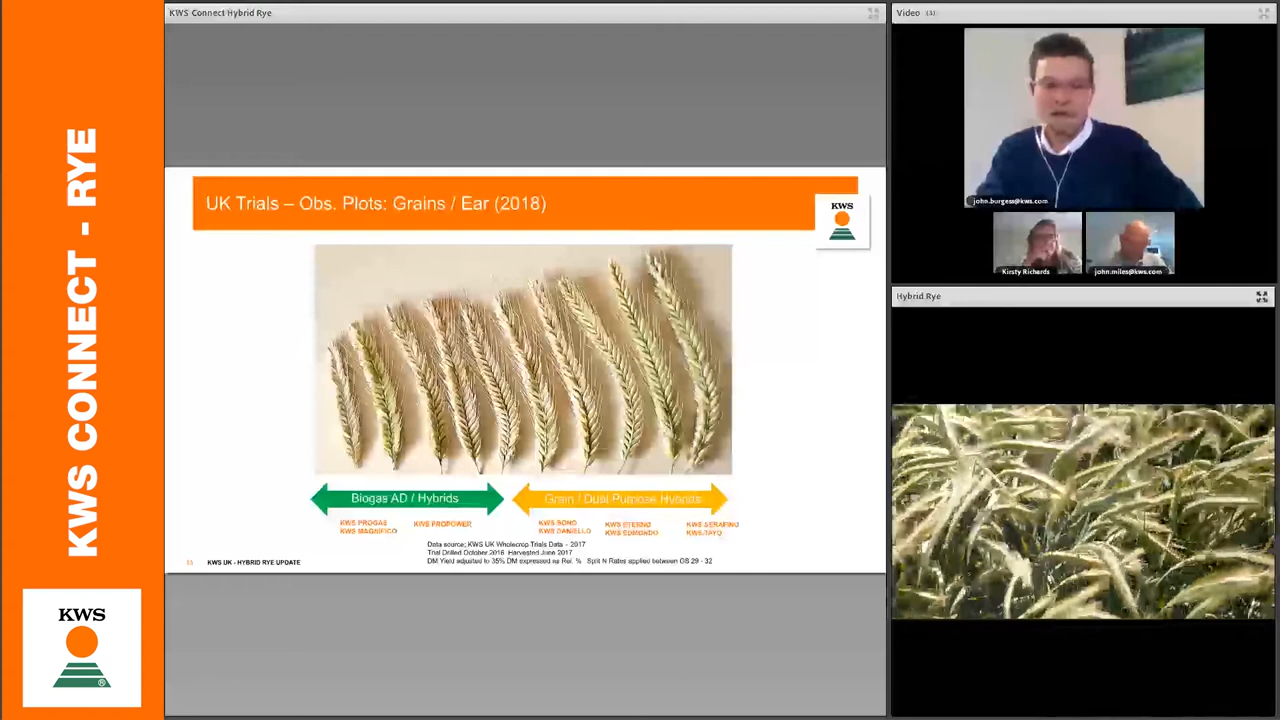 KWS CONNECT - RYE
KWS
®
KWS Connect Hybrid Rye
UK Trials – Obs. Plots: Grains / Ear (2018)
KWS
Biogas AD / Hybrids
Grain / Dual Purpose Hybrids
KWS PROGAS
KWS MAGNIFICO
KWS PROPOWER
KWS BONO
KWS DANIELLO
KWS ETERNO
KWS EDMONDO
KWS SERAFINO
KWS TAYO
Data source; KWS UK Wholecrop Trials Data – 2017
Trial Drilled October 2016 Harvested June 2017
DM Yield adjusted to 35% DM expressed as Rel. % Split N Rates applied between GS 29 - 32
KWS UK - HYBRID RYE UPDATE
Video
john.burgess@kws.com
Kirsty Richards
john.miles@kws.com
Hybrid Rye